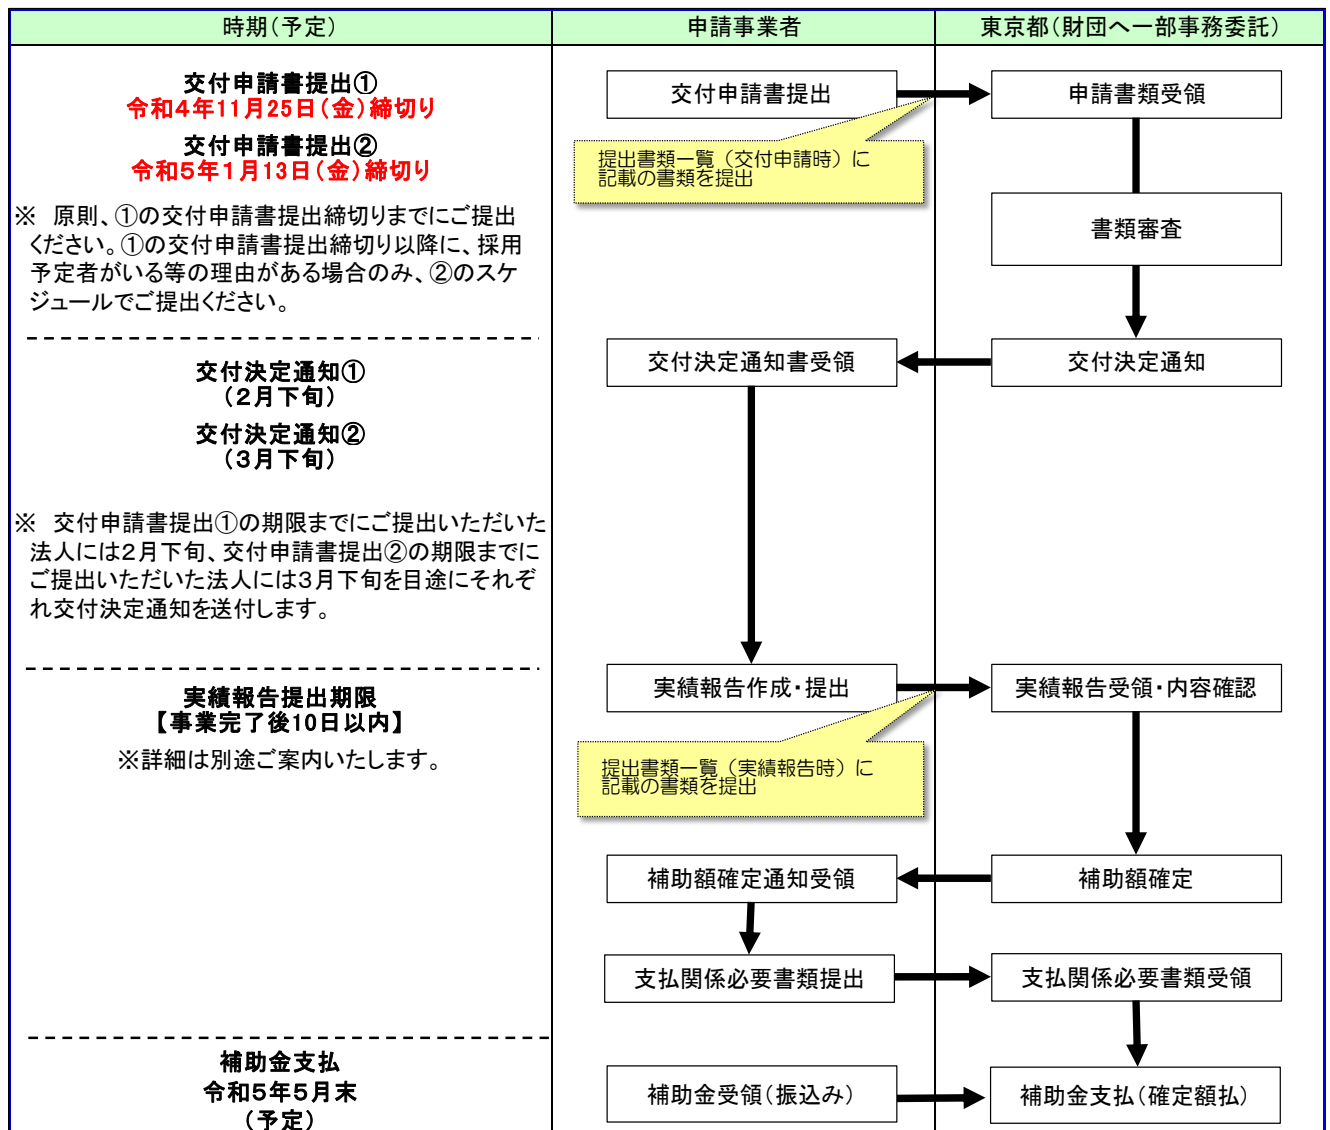 時期（予定）
申請事業者
東京都（財団へ一部事務委託）
交付申請書提出①
令和４年11月25日（金）締切り
交付申請書提出②
令和５年１月13日（金）締切り
※　原則、①の交付申請書提出締切りまでにご提出
ください。①の交付申請書提出締切り以降に、採用
予定者がいる等の理由がある場合のみ、②のスケ
ジュールでご提出ください。
交付申請書提出
申請書類受領
提出書類一覧（交付申請時）に
記載の書類を提出
書類審査
交付決定通知①
（２月下旬）
交付決定通知②
（３月下旬）
交付決定通知書受領
交付決定通知
※　交付申請書提出①の期限までにご提出いただいた
法人には２月下旬、交付申請書提出②の期限までに
ご提出いただいた法人には３月下旬を目途にそれぞ
れ交付決定通知を送付します。
実績報告提出期限
【事業完了後10日以内】
※詳細は別途ご案内いたします。
実績報告作成・提出
実績報告受領・内容確認
提出書類一覧（実績報告時）に
記載の書類を提出
補助額確定通知受領
補助額確定
支払関係必要書類提出
支払関係必要書類受領
補助金支払
令和５年５月末
（予定）
補助金受領（振込み）
補助金支払（確定額払）